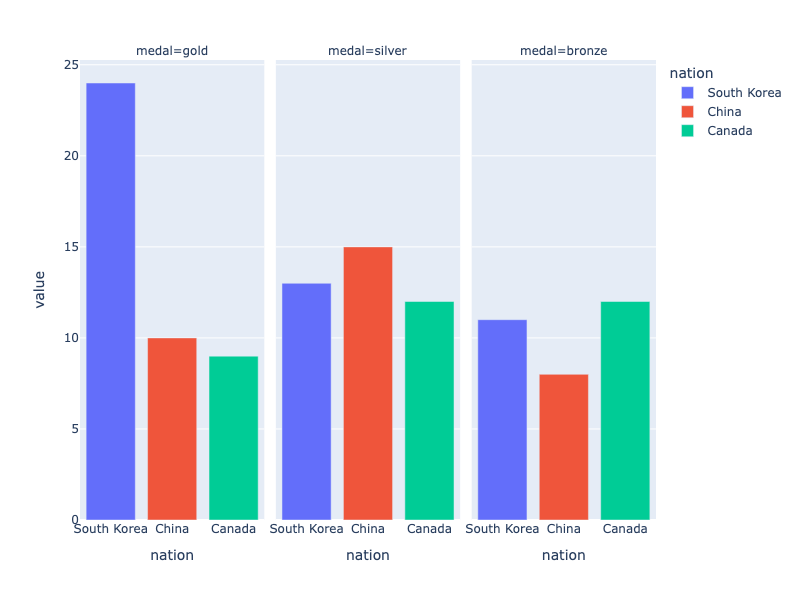 medal=gold medal=silver medal=bronze
nation
South Korea
China
Canada
25
20
15
10
5
0
value
South Korea China Canada South Korea China Canada South Korea China Canada
nation nation nation